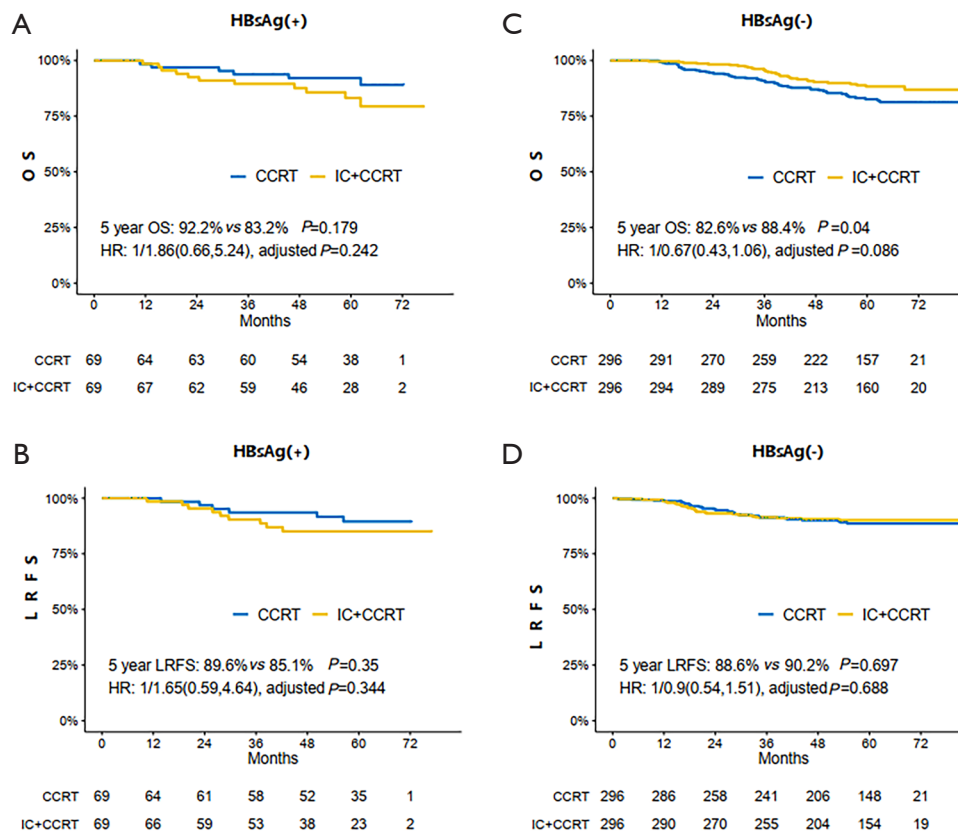 A
HBsAg(+)
100%
75%
50%
25%
0%
OS
CCRT IC+CCRT
5 year OS: 92.2% vs 83.2% P=0.179
HR: 1/1.86(0.66,5.24), adjusted P=0.242
0 12 24 36 48 60 72
Months
CCRT 69 64 63 60 54 38 1
IC+CCRT 69 67 62 59 46 28 2
B
HBsAg(+)
100%
75%
50%
25%
0%
LRFS
CCRT IC+CCRT
5 year LRFS: 89.6% vs 85.1% P=0.35
HR: 1/1.65(0.59,4.64), adjusted P=0.344
0 12 24 36 48 60 72
Months
CCRT 69 64 61 58 52 35 1
IC+CCRT 69 66 59 53 38 23 2
C
HBsAg(-)
100%
75%
50%
25%
0%
OS
CCRT IC+CCRT
5 year OS: 82.6% vs 88.4% P=0.04
HR: 1/0.67(0.43,1.06), adjusted P=0.086
0 12 24 36 48 60 72
Months
CCRT 296 291 270 259 222 157 21
IC+CCRT 296 294 289 275 213 160 20
D
HBsAg(-)
100%
75%
50%
25%
0%
LRFS
CCRT IC+CCRT
5 year LRFS: 88.6% vs 90.2% P=0.697
HR: 1/0.9(0.54,1.51), adjusted P=0.688
0 12 24 36 48 60 72
Months
CCRT 296 286 258 241 206 148 21
IC+CCRT 296 290 270 255 204 154 19